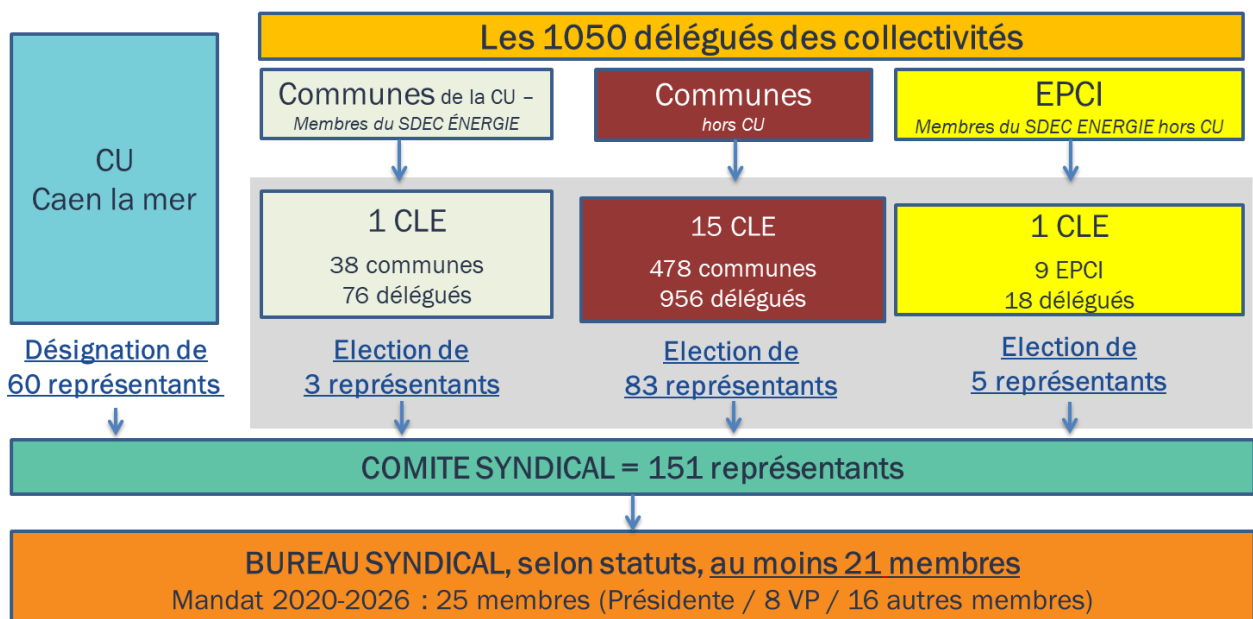 Les 1050 délégués des collectivités
CU
Caen la mer
Communes de la CU –
Membres du SDEC ÉNERGIE
Communes
hors CU
EPCI
Membres du SDEC ENERGIE hors CU
1 CLE
38 communes
76 délégués
15 CLE
478 communes
956 délégués
1 CLE
9 EPCI
18 délégués
Désignation de
60 représentants
Election de
3 représentants
Election de
83 représentants
Election de
5 représentants
COMITE SYNDICAL = 151 représentants
BUREAU SYNDICAL, selon statuts, au moins 21 membres
Mandat 2020-2026 : 25 membres (Présidente / 8 VP / 16 autres membres)